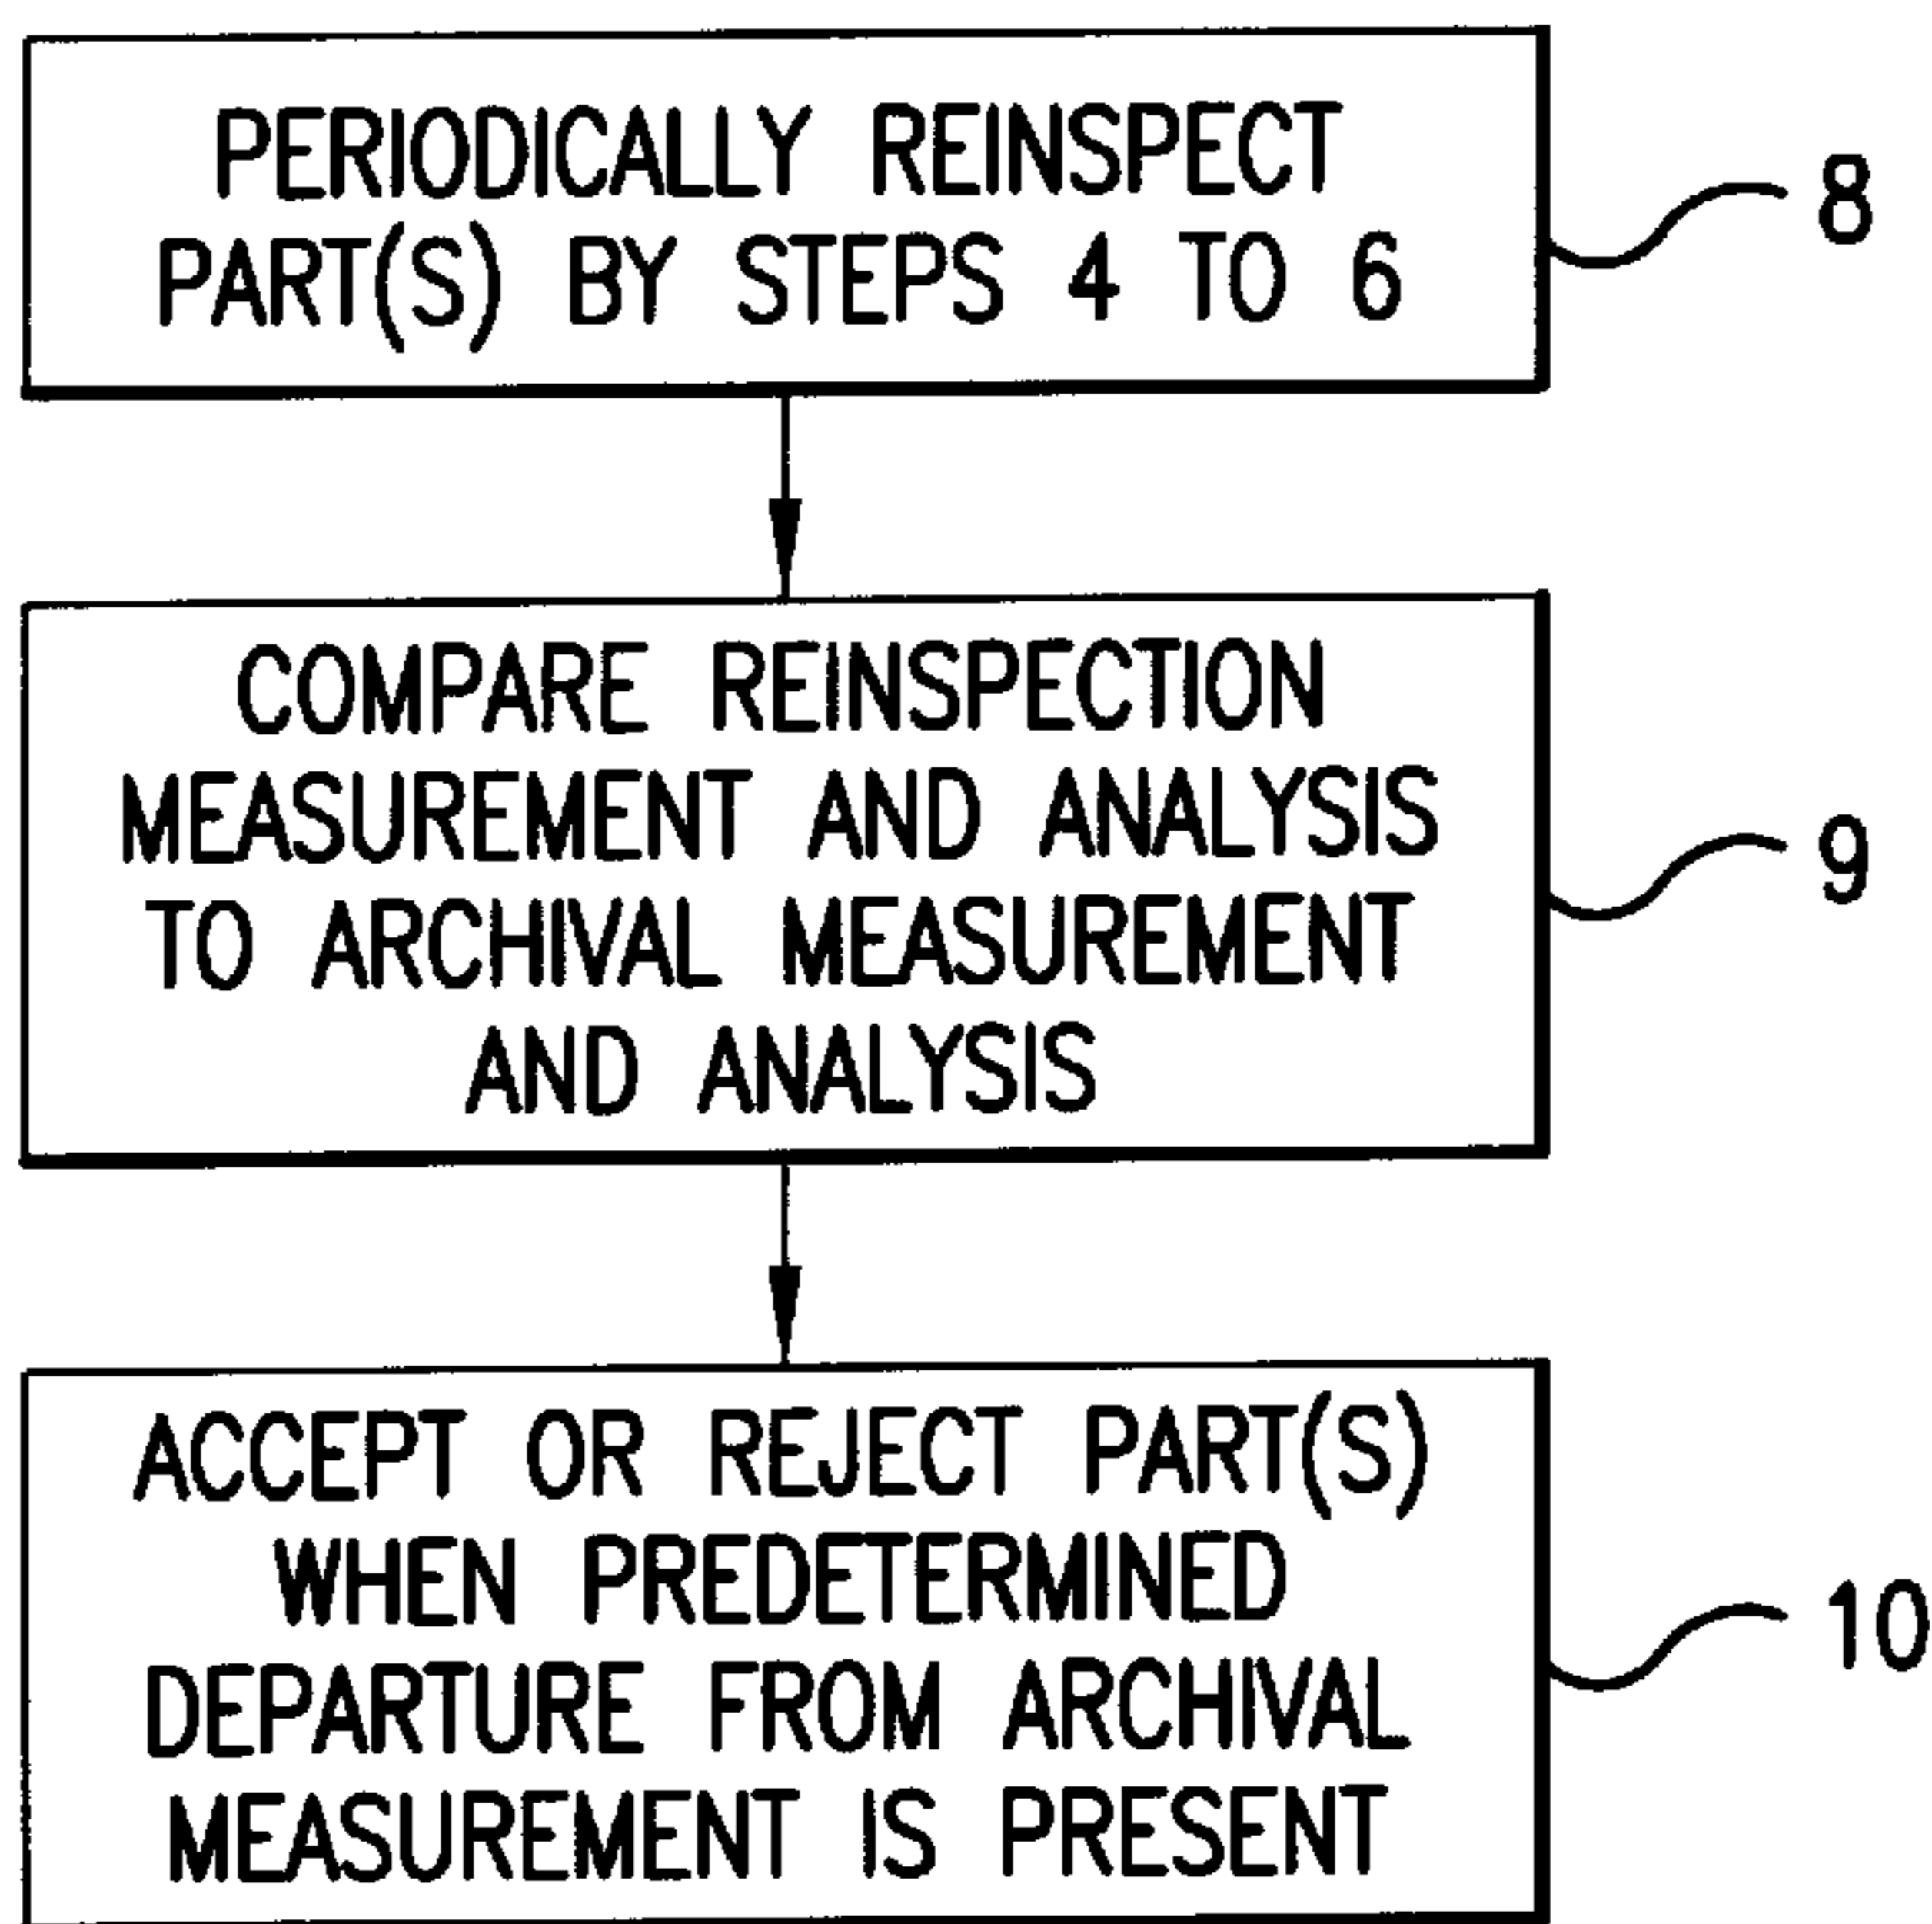 PERIODICALLY REINSPECT
PART(S) BY STEPS 4 TO 6
8
COMPARE REINSPECTION
MEASUREMENT AND ANALYSIS
TO ARCHIVAL MEASUREMENT
AND ANALYSIS
9
ACCEPT OR REJECT PART(S)
WHEN PREDETERMINED
DEPARTURE FROM ARCHIVAL
MEASUREMENT IS PRESENT
10